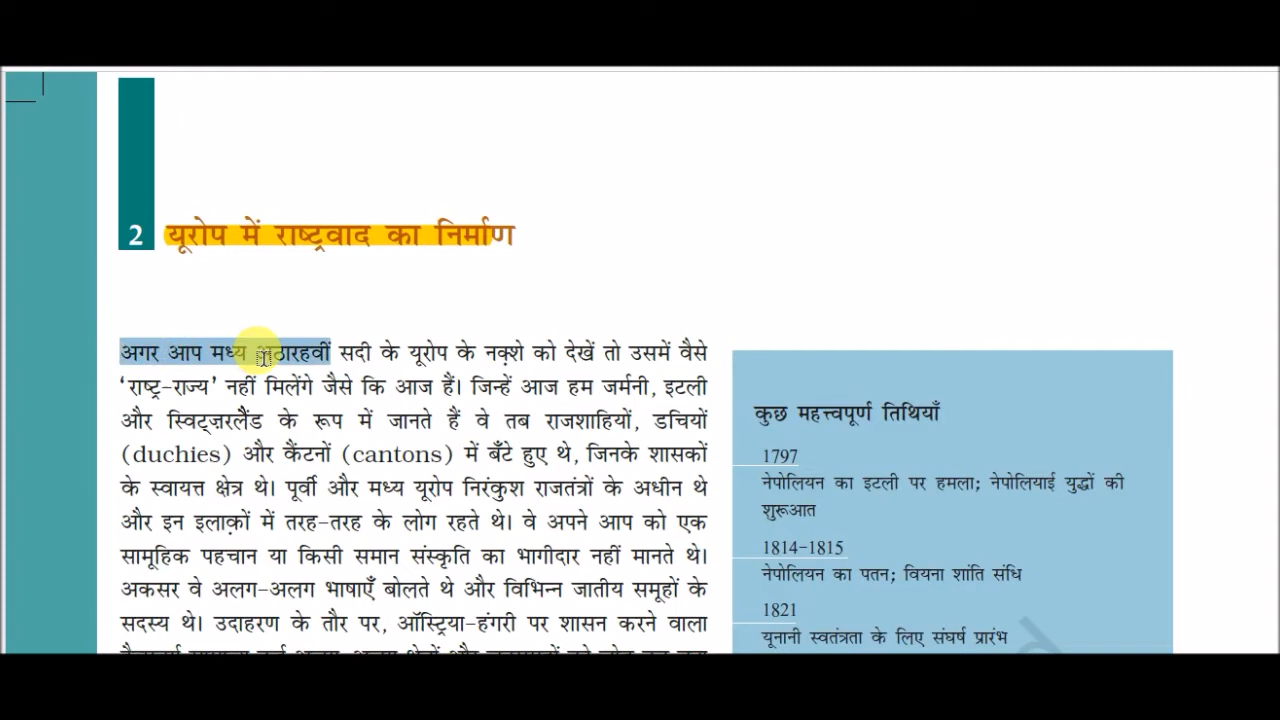 2 यूरोप में राष्ट्रवाद का निर्माण
अगर आप मध्य अठारहवीं सदी के यूरोप के नक़्शे को देखें तो उसमें वैसे
‘राष्ट्र-राज्य’ नहीं मिलेंगे जैसे कि आज हैं। जिन्हें आज हम जर्मनी, इटली
और स्विट्जरलैंड के रूप में जानते हैं वे तब राजशाहियों, डचियों
(duchies) और कैंटनों (cantons) में बँटे हुए थे, जिनके शासकों
के स्वायत्त क्षेत्र थे। पूर्वी और मध्य यूरोप निरंकुश राजतंत्रों के अधीन थे
और इन इलाक़ों में तरह-तरह के लोग रहते थे। वे अपने आप को एक
सामूहिक पहचान या किसी समान संस्कृति का भागीदार नहीं मानते थे।
अकसर वे अलग-अलग भाषाएँ बोलते थे और विभिन्न जातीय समूहों के
सदस्य थे। उदाहरण के तौर पर, ऑस्ट्रिया-हंगरी पर शासन करने वाला
कुछ महत्त्वपूर्ण तिथियाँ
1797
नेपोलियन का इटली पर हमला; नेपोलियाई युद्धों की
शुरूआत
1814-1815
नेपोलियन का पतन; वियना शांति संधि
1821
यूनानी स्वतंत्रता के लिए संघर्ष प्रारंभ